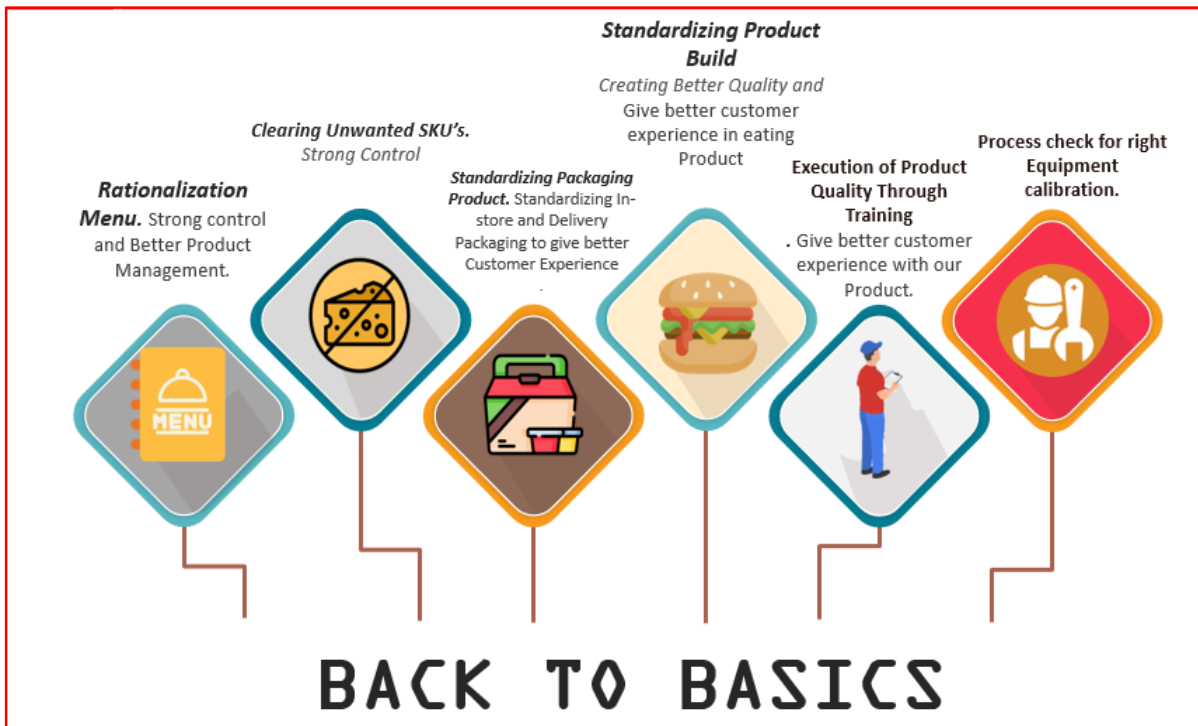 Rationalization
Menu. Strong control
and Better Product
Management.
MENU
Clearing Unwanted SKU's.
Strong Control
Standardizing Packaging
Product. Standardizing In-
store and Delivery
Packaging to give better
Customer Experience
.
Standardizing Product
Build
Creating Better Quality and
Give better customer
experience in eating
Product
Execution of Product
Quality Through
Training
. Give better customer
experience with our
Product.
Process check for right
Equipment
calibration.
BACK TO BASICS